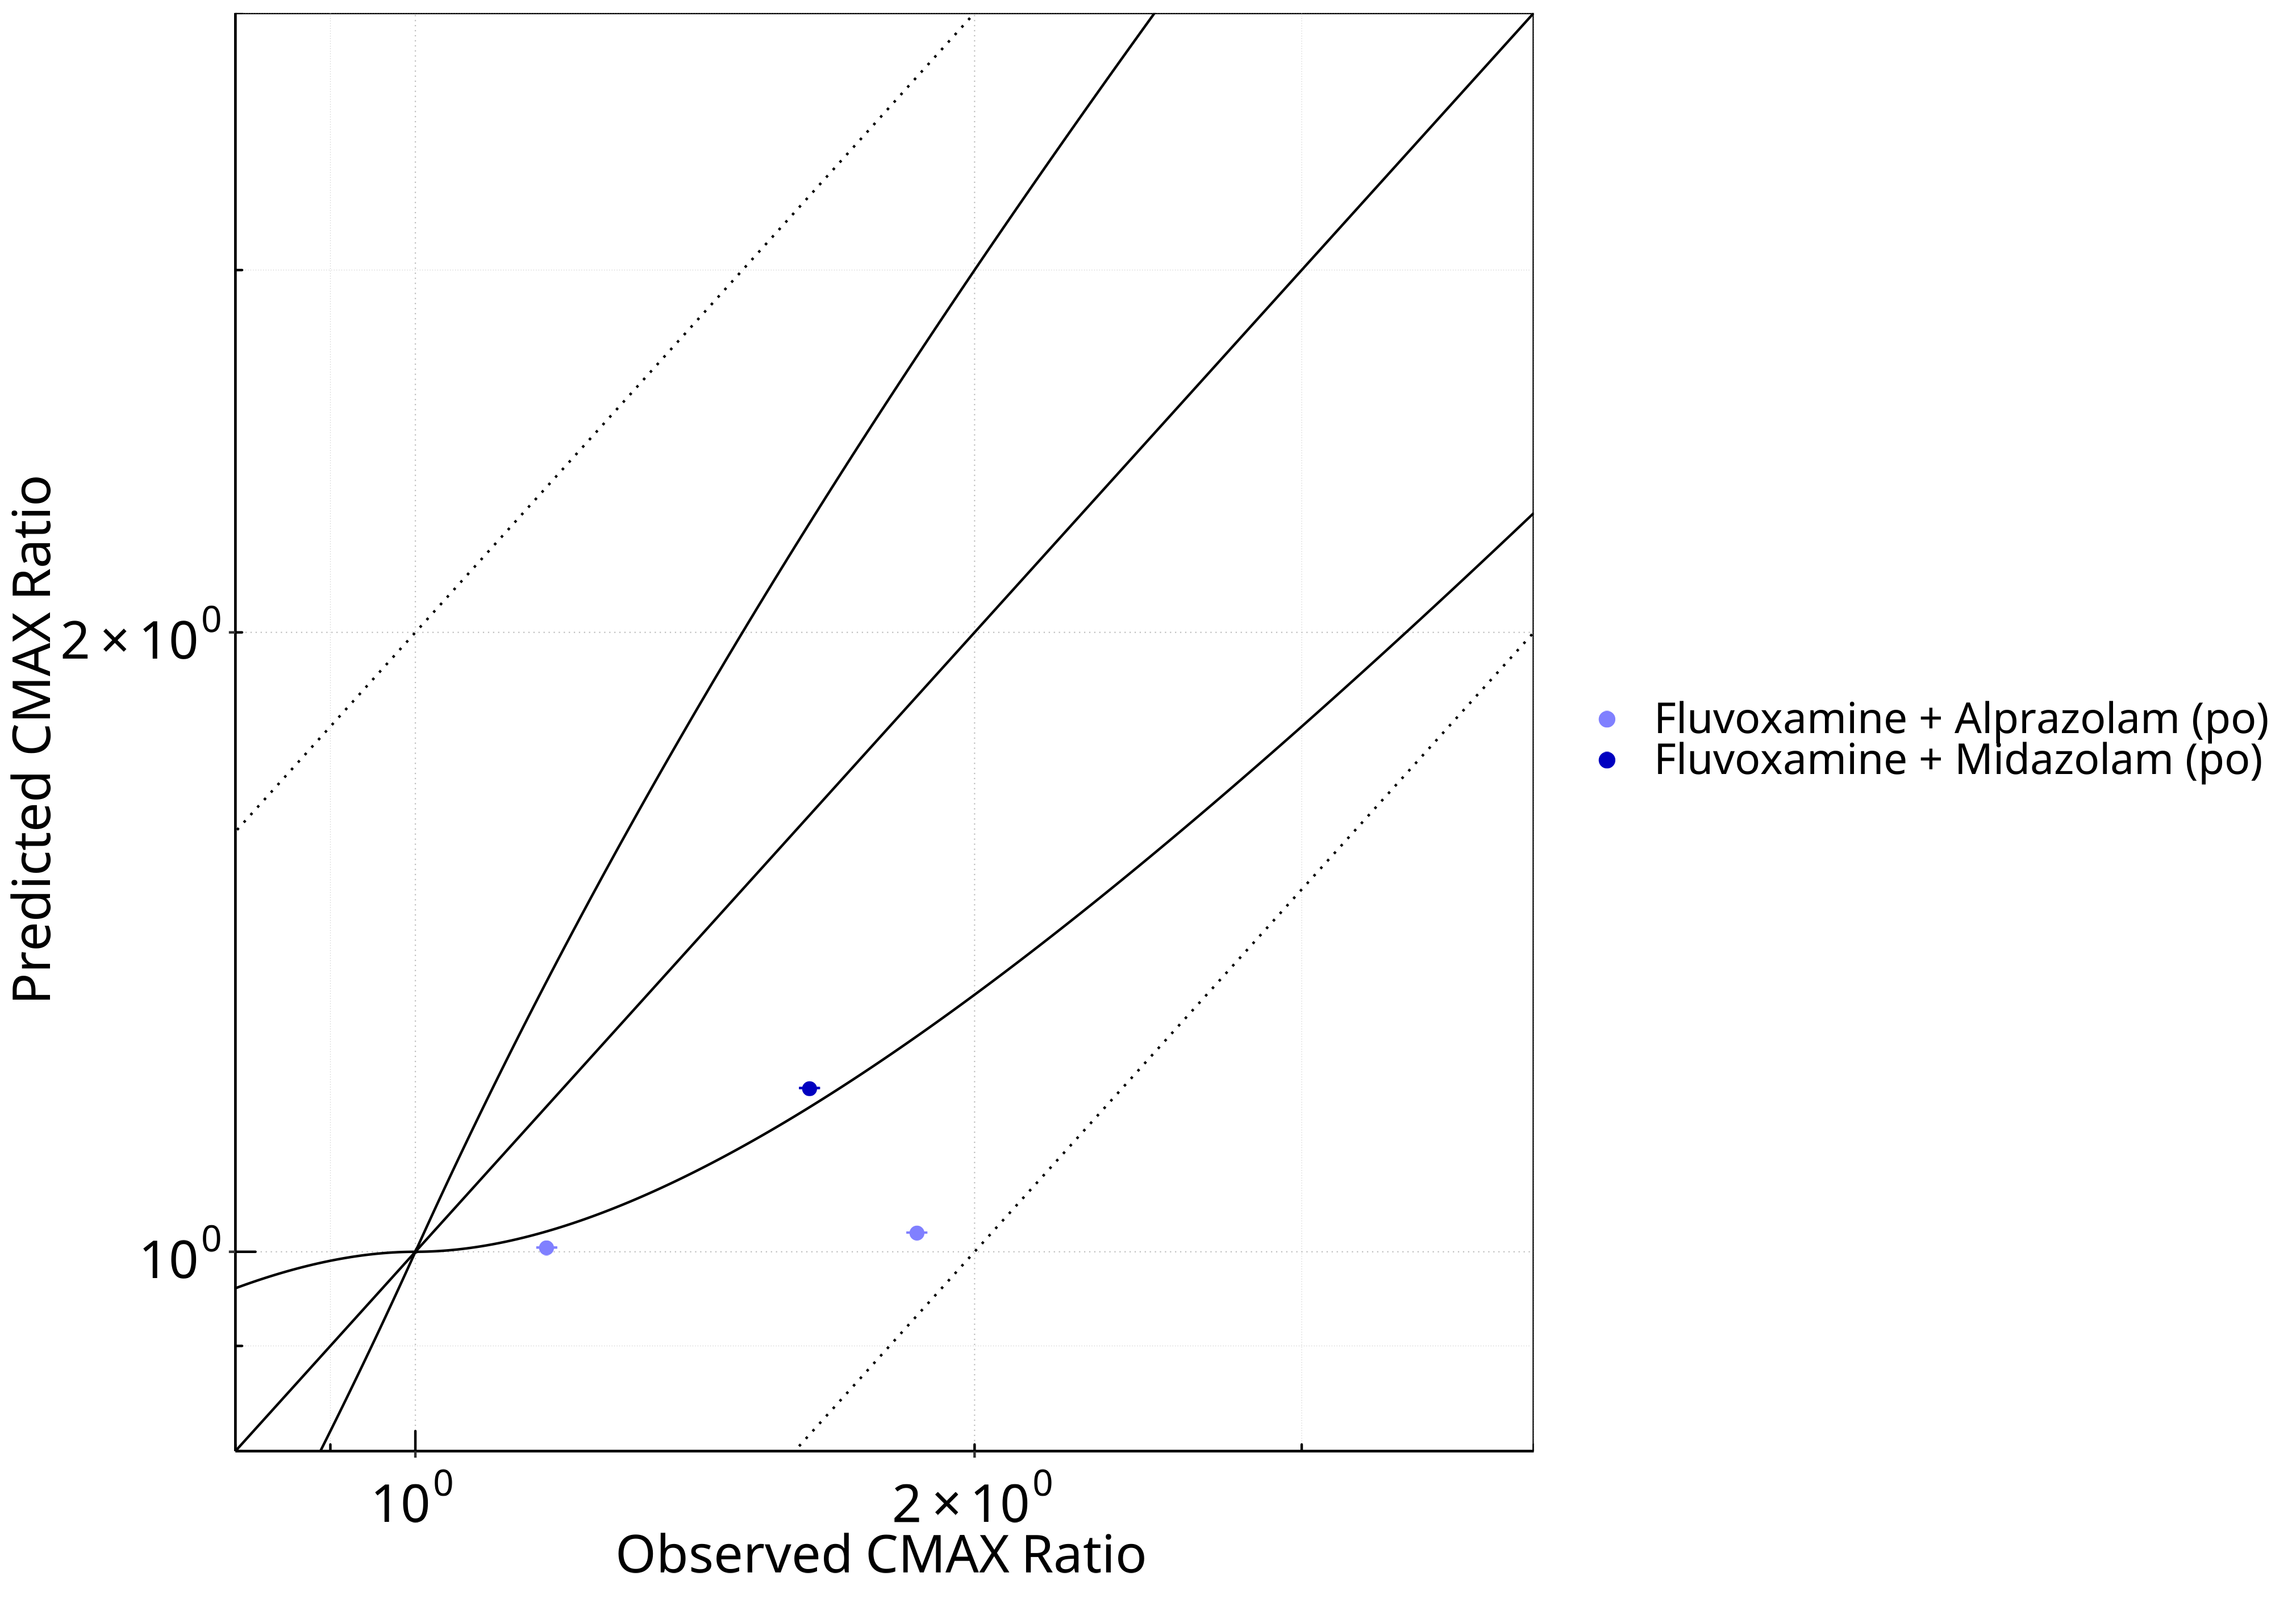 Predicted CMAX Ratio
2 × 10⁰
10⁰
10⁰
2 × 10⁰
Observed CMAX Ratio
Fluvoxamine + Alprazolam (po)
Fluvoxamine + Midazolam (po)